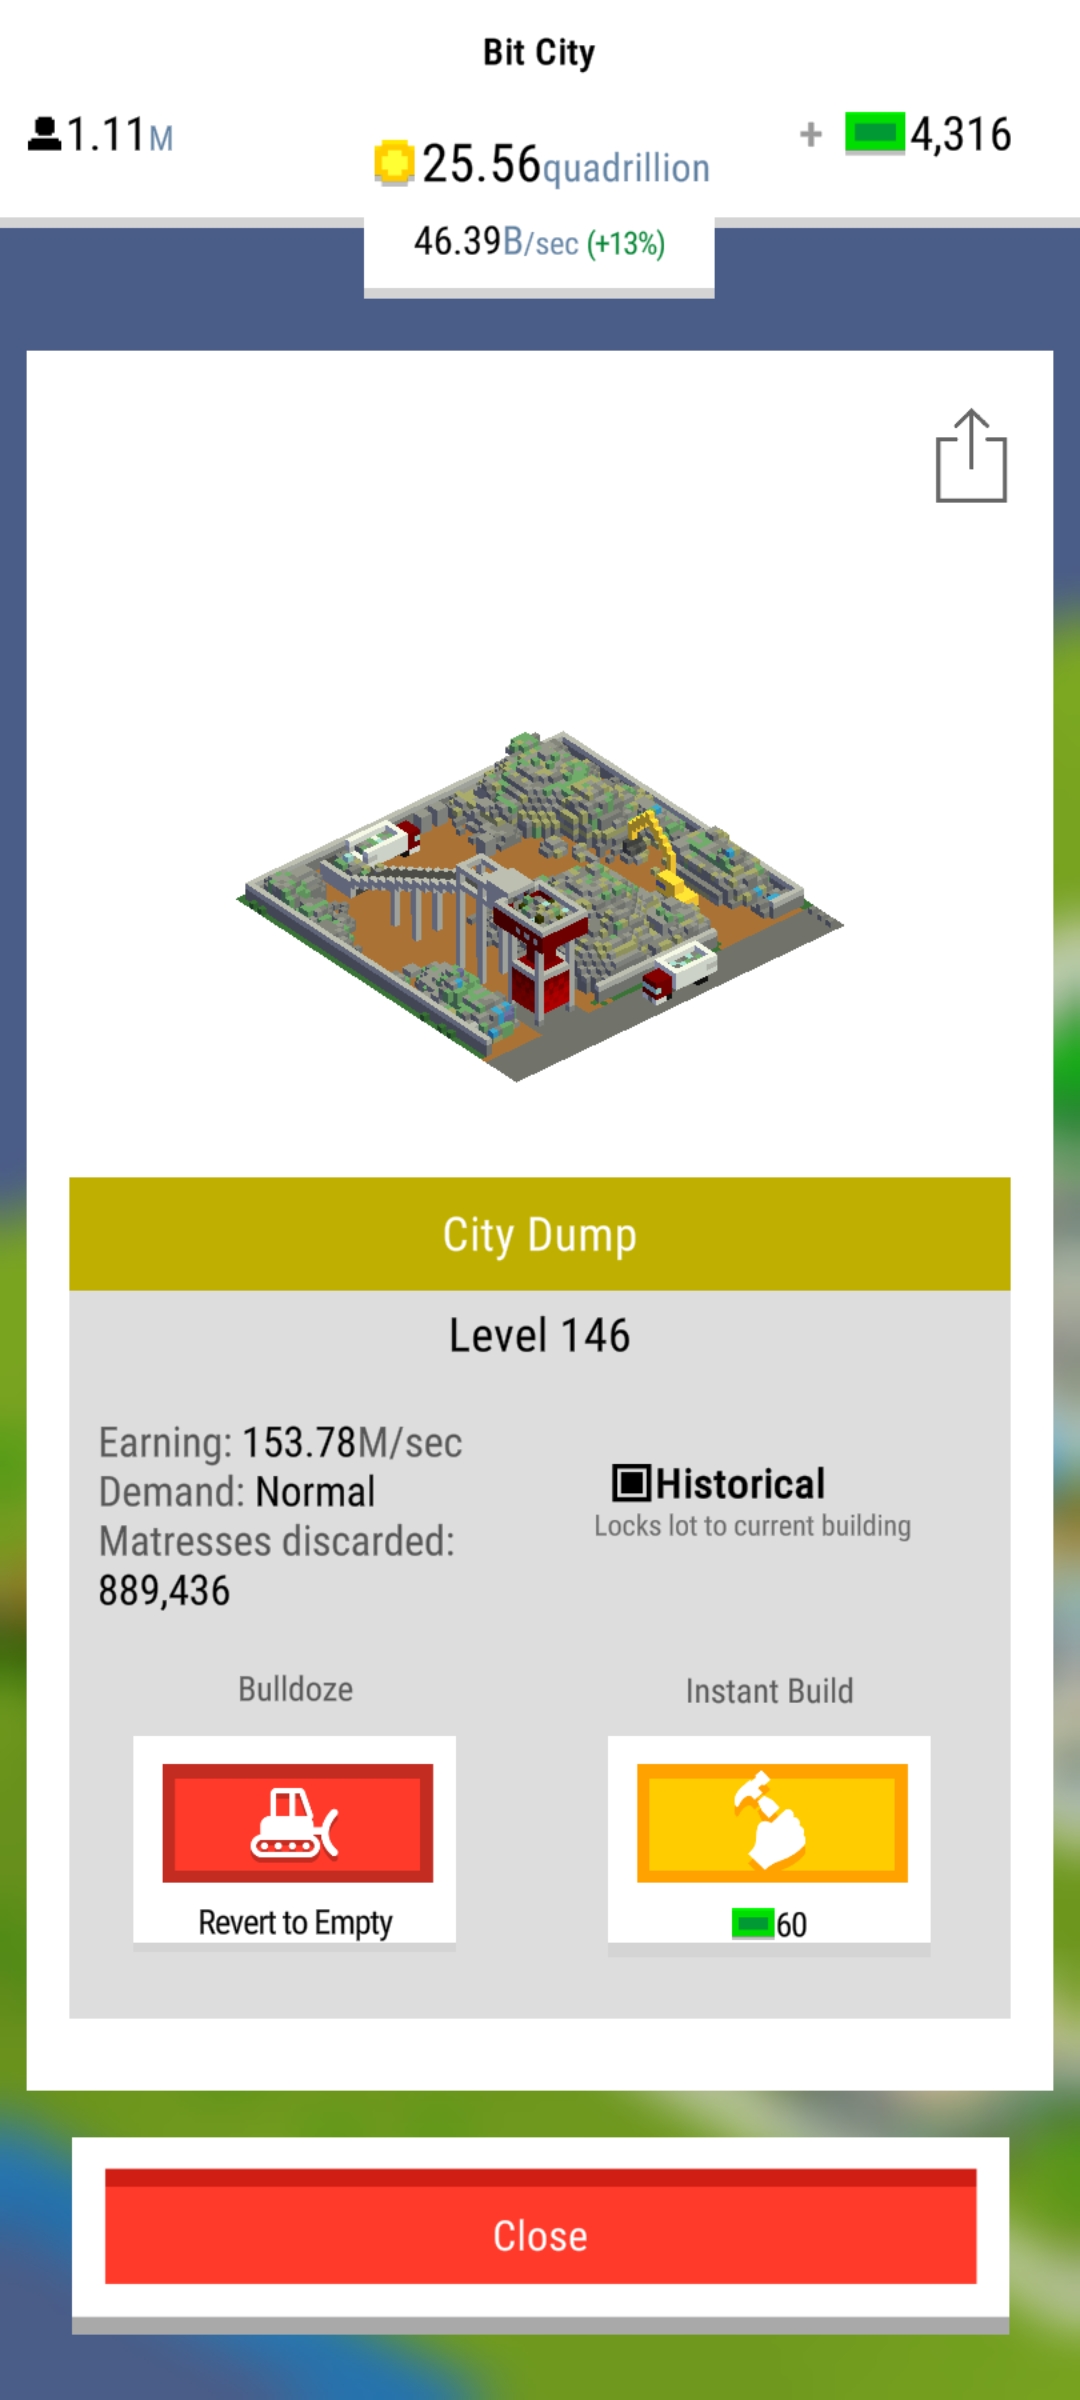 Bit City
1.11M
25.56quadrillion
+ 4,316
46.39B/sec (+13%)
City Dump
Level 146
Earning: 153.78M/sec
Demand: Normal
Matresses discarded:
889,436
Historical
Locks lot to current building
Bulldoze
Revert to Empty
Instant Build
60
Close